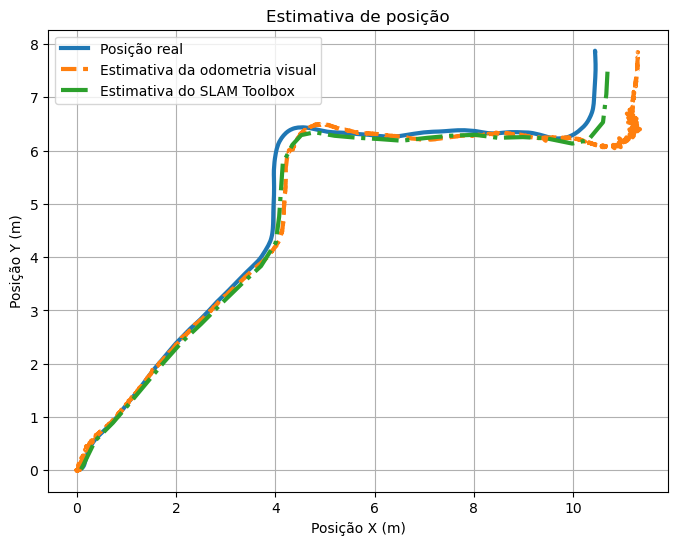 Estimativa de posição
Posição real
Estimativa da odometria visual
Estimativa do SLAM Toolbox
8
7
6
5
4
3
2
1
0
Posição Y (m)
0 2 4 6 8 10
Posição X (m)